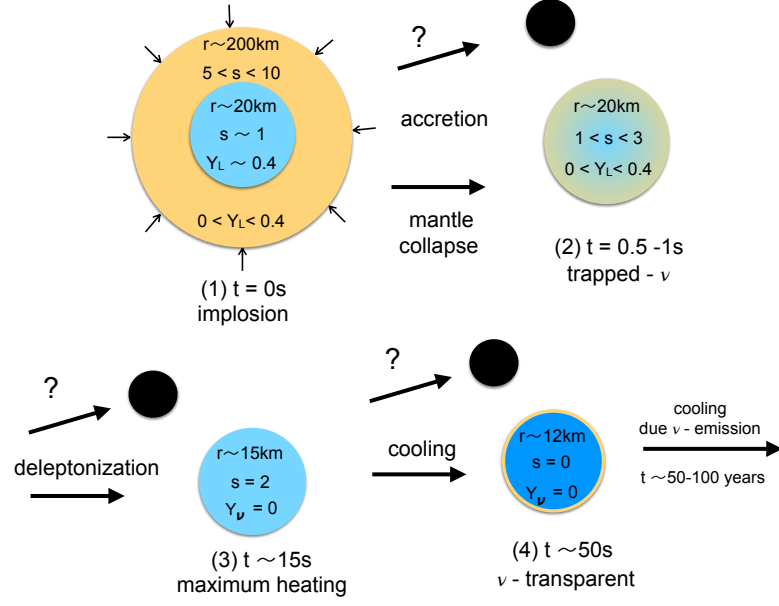 r∼200km
5 < s < 10
r∼20km
s ∼ 1
Y_L ∼ 0.4
0 < Y_L < 0.4
(1) t = 0s
implosion
?
accretion
mantle
collapse
r∼20km
1 < s < 3
0 < Y_L < 0.4
(2) t = 0.5 -1s
trapped - ν
?
deleptonization
r∼15km
s = 2
Y_ν = 0
(3) t ∼15s
maximum heating
?
cooling
r∼12km
s = 0
Y_ν = 0
(4) t ∼50s
ν - transparent
cooling
due ν - emission
t ∼50-100 years